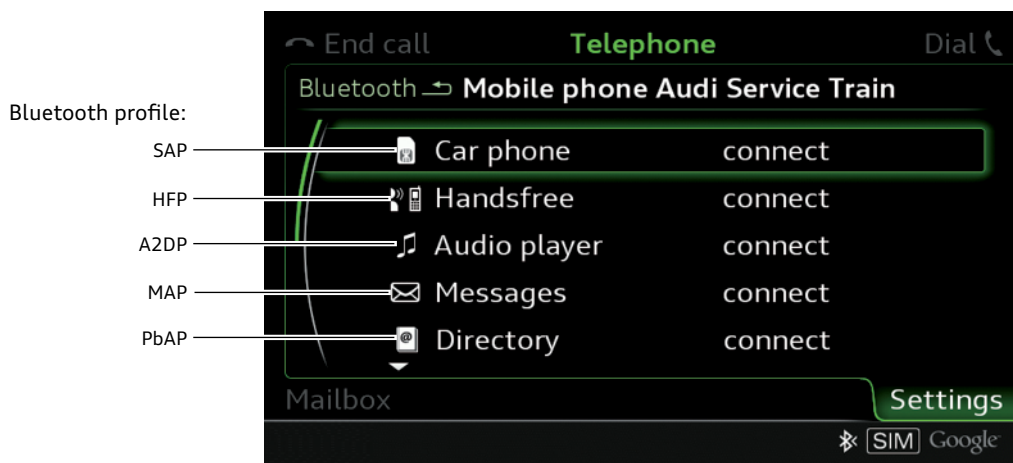 End call Telephone Dial
Bluetooth Mobile phone Audi Service Train
Bluetooth profile:
SAP Car phone connect
HFP Handsfree connect
A2DP Audio player connect
MAP Messages connect
PbAP @ Directory connect
Mailbox Settings
SIM Google